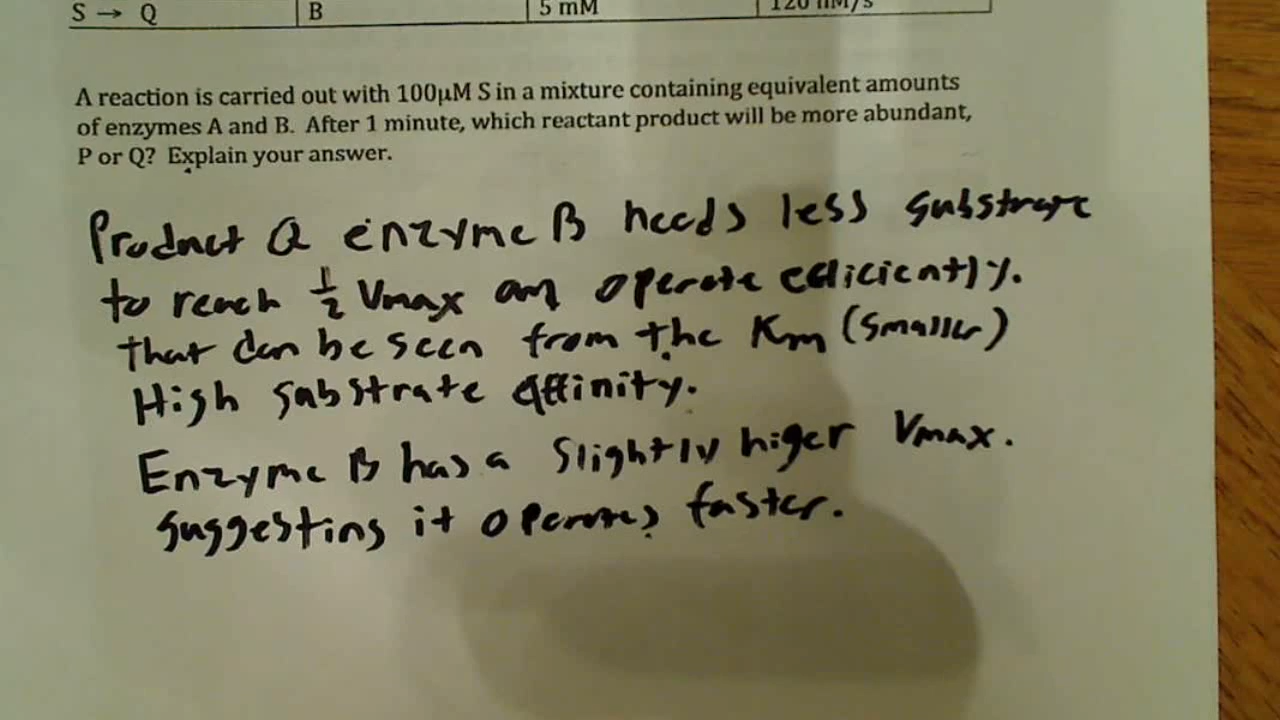 S → Q B 5 mM 120 nM/s
A reaction is carried out with 100μM S in a mixture containing equivalent amounts
of enzymes A and B. After 1 minute, which reactant product will be more abundant,
P or Q? Explain your answer.
Product Q enzyme B needs less substrate
to reach 1/2 Vmax an operate efficiently.
that can be seen from the Km (smaller)
High substrate affinity.
Enzyme B has a slightly higer Vmax.
suggesting it operates faster.